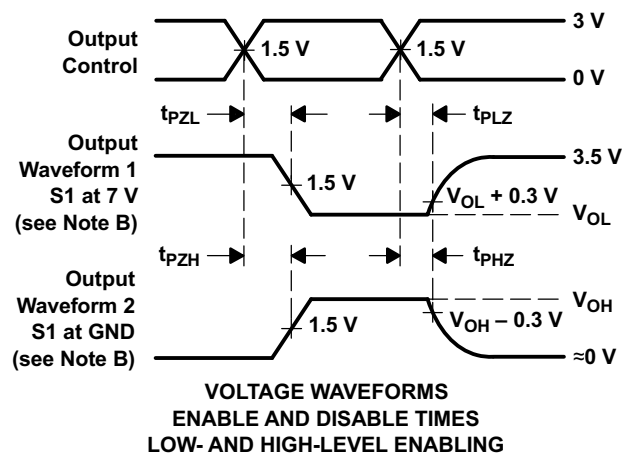 Output
Control
1.5 V
1.5 V
3 V
0 V
tPZL
tPLZ
Output
Waveform 1
S1 at 7 V
(see Note B)
1.5 V
3.5 V
VOL + 0.3 V
VOL
tPZH
tPHZ
Output
Waveform 2
S1 at GND
(see Note B)
1.5 V
VOH
VOH – 0.3 V
≈0 V
VOLTAGE WAVEFORMS
ENABLE AND DISABLE TIMES
LOW- AND HIGH-LEVEL ENABLING